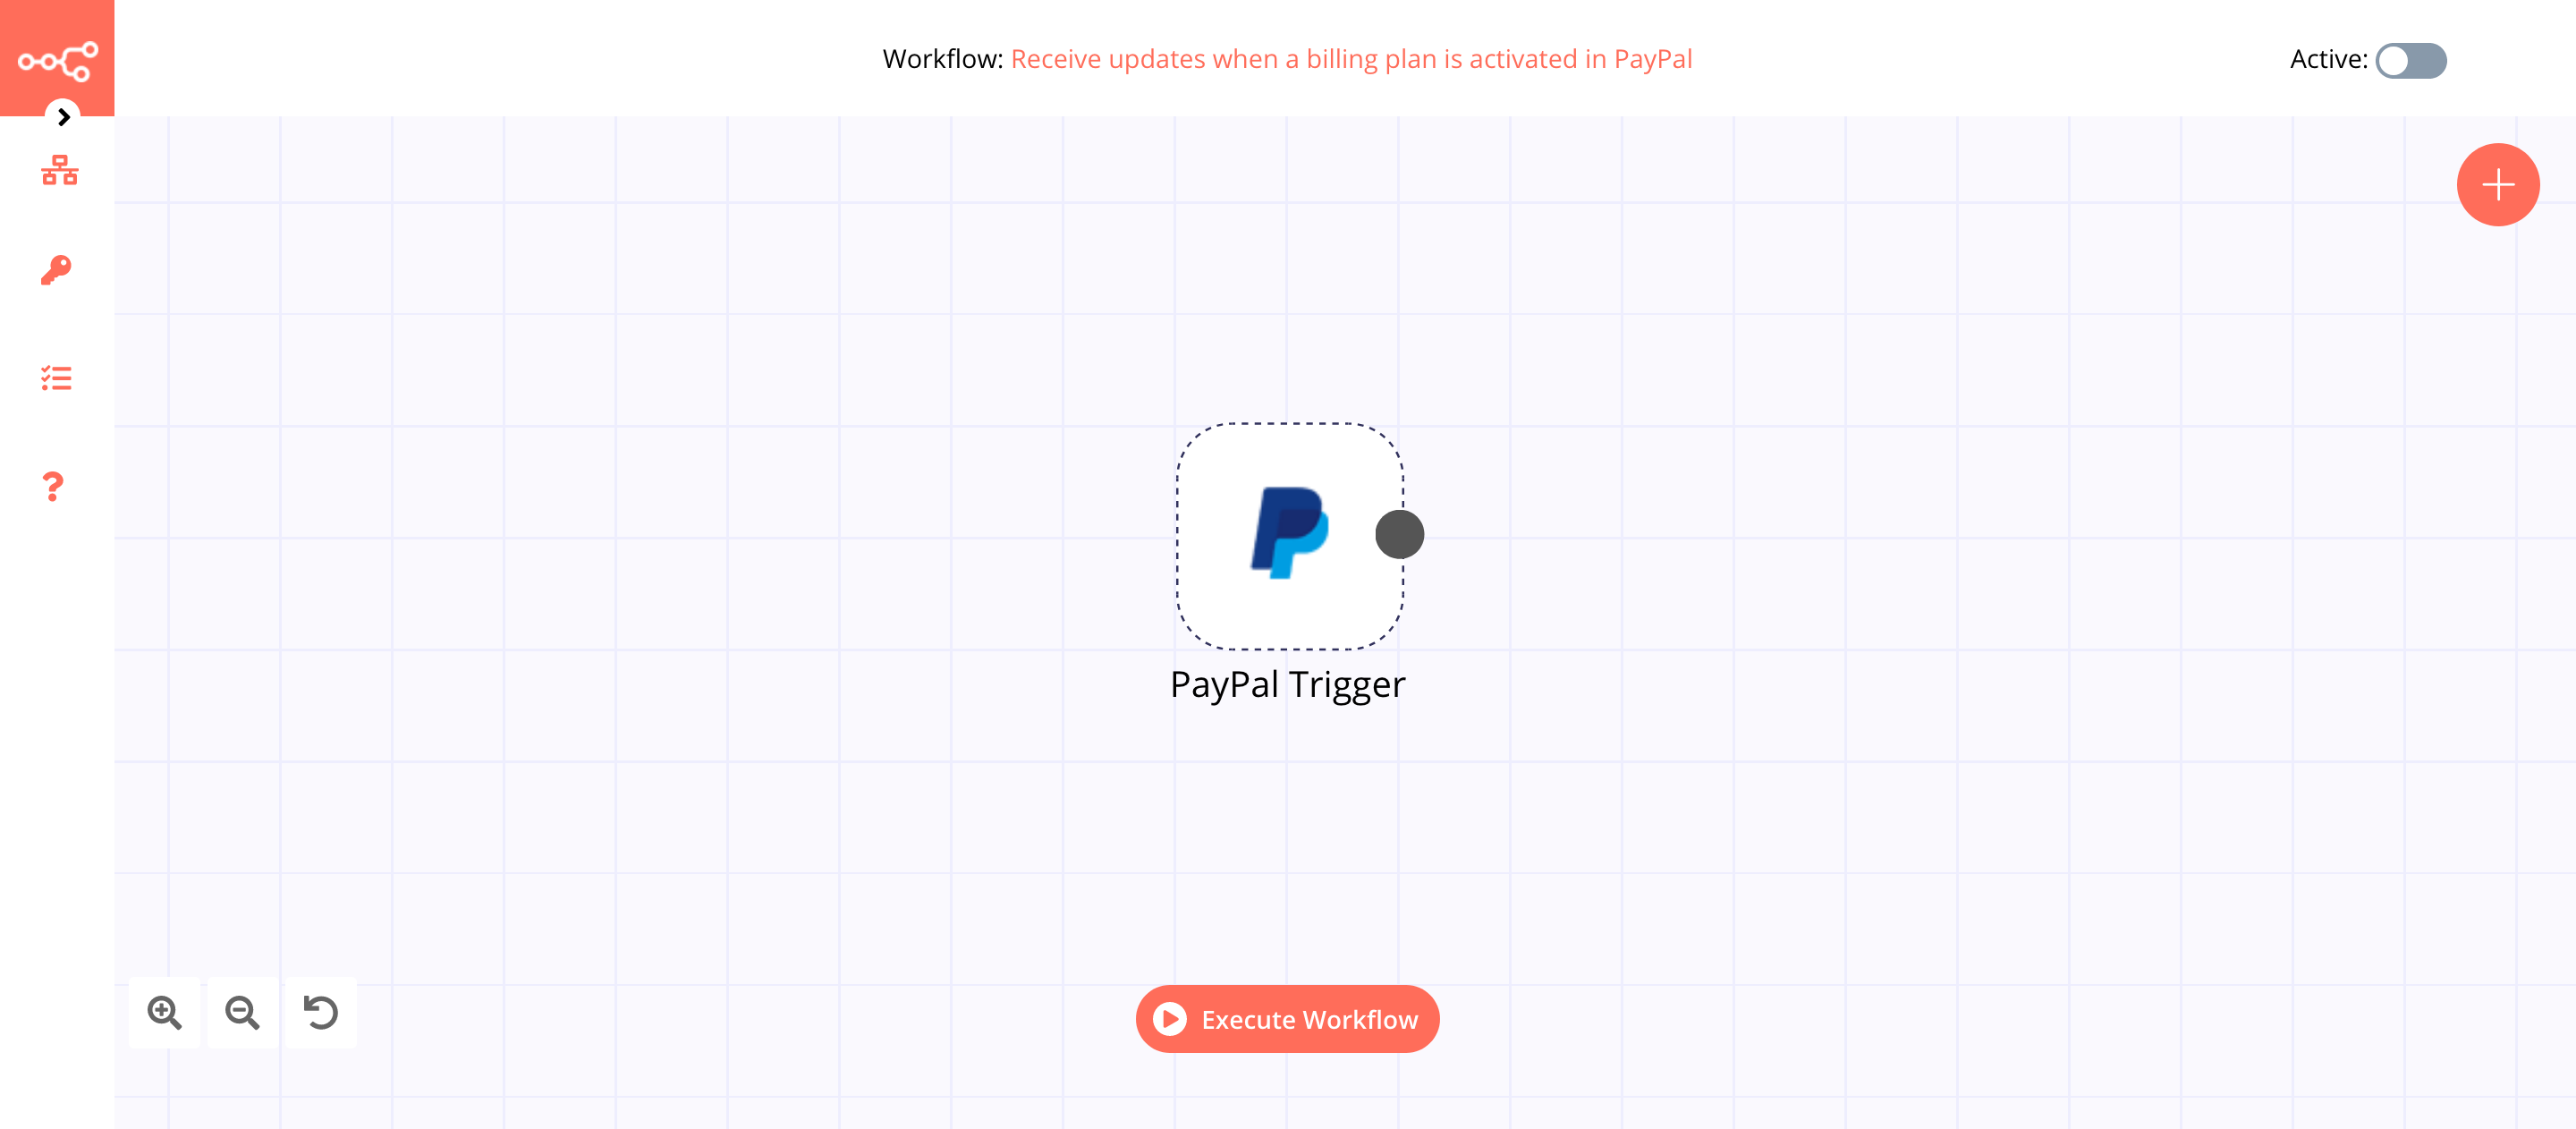 Workflow: Receive updates when a billing plan is activated in PayPal
Active:
PayPal Trigger
Execute Workflow